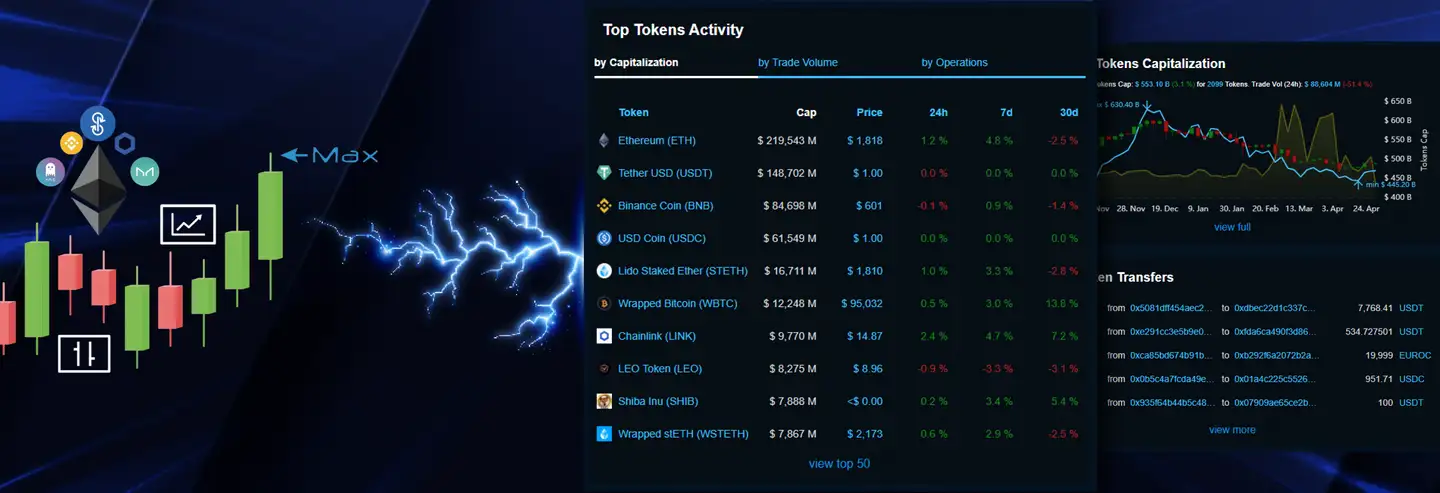 Max
Top Tokens Activity
by Capitalization by Trade Volume by Operations
Token Cap Price 24h 7d 30d
Ethereum (ETH) $ 219,543 M $ 1,818 1.2 % 4.8 % -2.5 %
Tether USD (USDT) $ 148,702 M $ 1.00 0.0 % 0.0 % 0.0 %
Binance Coin (BNB) $ 84,698 M $ 601 -0.1 % 0.9 % -1.4 %
USD Coin (USDC) $ 61,549 M $ 1.00 0.0 % 0.0 % 0.0 %
Lido Staked Ether (STETH) $ 16,711 M $ 1,810 1.0 % 3.3 % -2.8 %
Wrapped Bitcoin (WBTC) $ 12,248 M $ 95,032 0.5 % 3.0 % 13.8 %
Chainlink (LINK) $ 9,770 M $ 14.87 2.4 % 4.7 % 7.2 %
LEO Token (LEO) $ 8,275 M $ 8.96 -0.9 % -3.3 % -3.1 %
Shiba Inu (SHIB) $ 7,888 M <$ 0.00 0.2 % 3.4 % 5.4 %
Wrapped stETH (WSTETH) $ 7,867 M $ 2,173 0.6 % 2.9 % -2.5 %
view top 50
Tokens Capitalization
okens Cap: $ 553.10 B (3.1 %) for 2099 Tokens. Trade Vol (24h): $ 88,604 M (-51.4 %)
x $ 630.40 B
$ 650 B
$ 600 B
$ 550 B
$ 500 B
$ 450 B
$ 400 B
Tokens Cap
min $ 445.20 B
Nov 28. Nov 19. Dec 9. Jan 30. Jan 20. Feb 13. Mar 3. Apr 24. Apr
view full
en Transfers
from 0x5081dff454aec2... to 0xdbec22d1c337c... 7,768.41 USDT
from 0xe291cc3e5b9e0... to 0xfda6ca490f3d86... 534.727501 USDT
from 0xca85bd674b91b... to 0xb292f6a2072b2a... 19,999 EUROC
from 0x0b5c4a7fcda49e... to 0x01a4c225c5526... 951.71 USDC
from 0x935f64b44b5c48... to 0x07909ae65ce2b... 100 USDT
view more